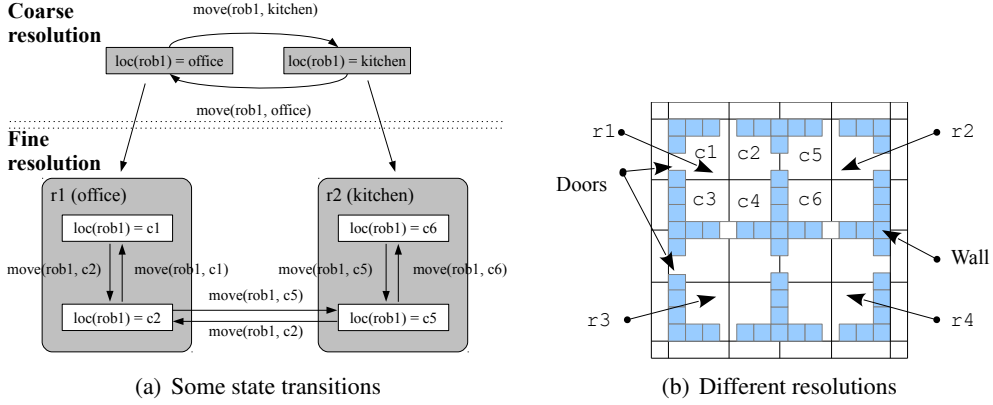 Coarse
resolution
move(rob1, kitchen)
loc(rob1) = office
loc(rob1) = kitchen
move(rob1, office)
Fine
resolution
r1 (office)
loc(rob1) = c1
move(rob1, c2)
move(rob1, c1)
loc(rob1) = c2
move(rob1, c5)
move(rob1, c2)
r2 (kitchen)
loc(rob1) = c6
move(rob1, c5)
move(rob1, c6)
loc(rob1) = c5
(a) Some state transitions
r1
c1
c2
c5
r2
Doors
c3
c4
c6
Wall
r3
r4
(b) Different resolutions